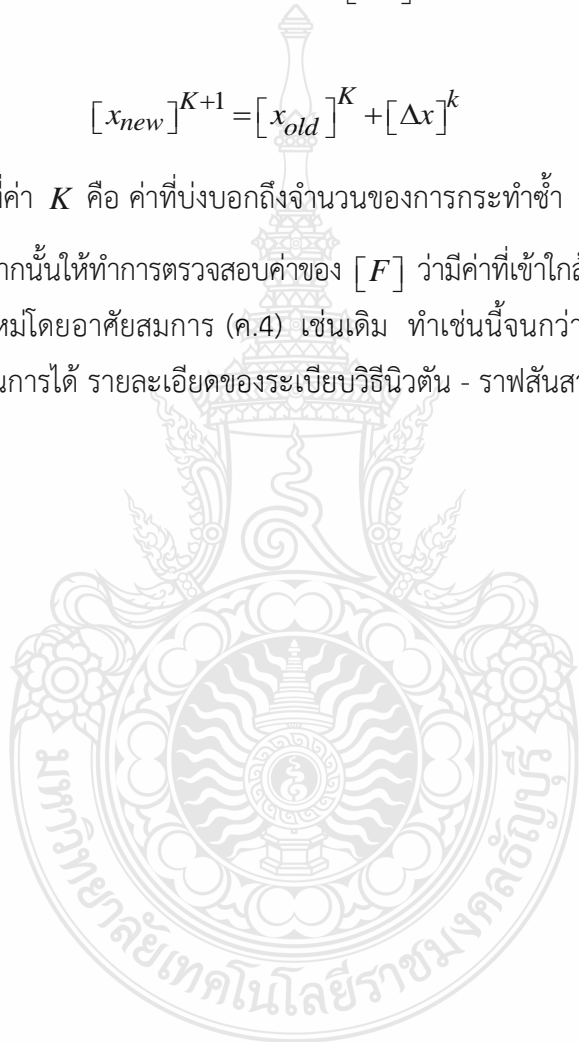 [x_{new}]^{K+1} = [x_{old}]^{K} + [Δx]^{k}
ที่ค่า K คือ ค่าที่บ่งบอกถึงจำนวนของการกระทำซ้ำ
ากนั้นให้ทำการตรวจสอบค่าของ [F] ว่ามีค่าที่เข้าใกล้
หม่โดยอาศัยสมการ (ค.4) เช่นเดิม ทำเช่นนี้จนกว่า
นการได้ รายละเอียดของระเบียบวิธีนิวตัน - ราฟสันสา
มหาวิทยาลัยเทคโนโลยีราชมงคลธัญบุรี